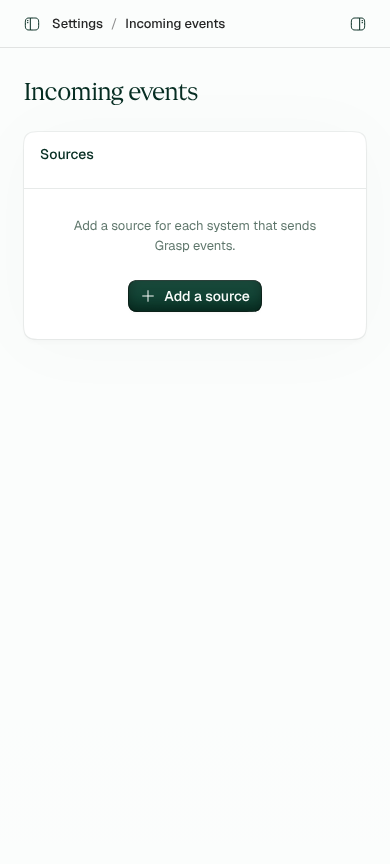 Settings / Incoming events
Incoming events
Sources
Add a source for each system that sends
Grasp events.
Add a source